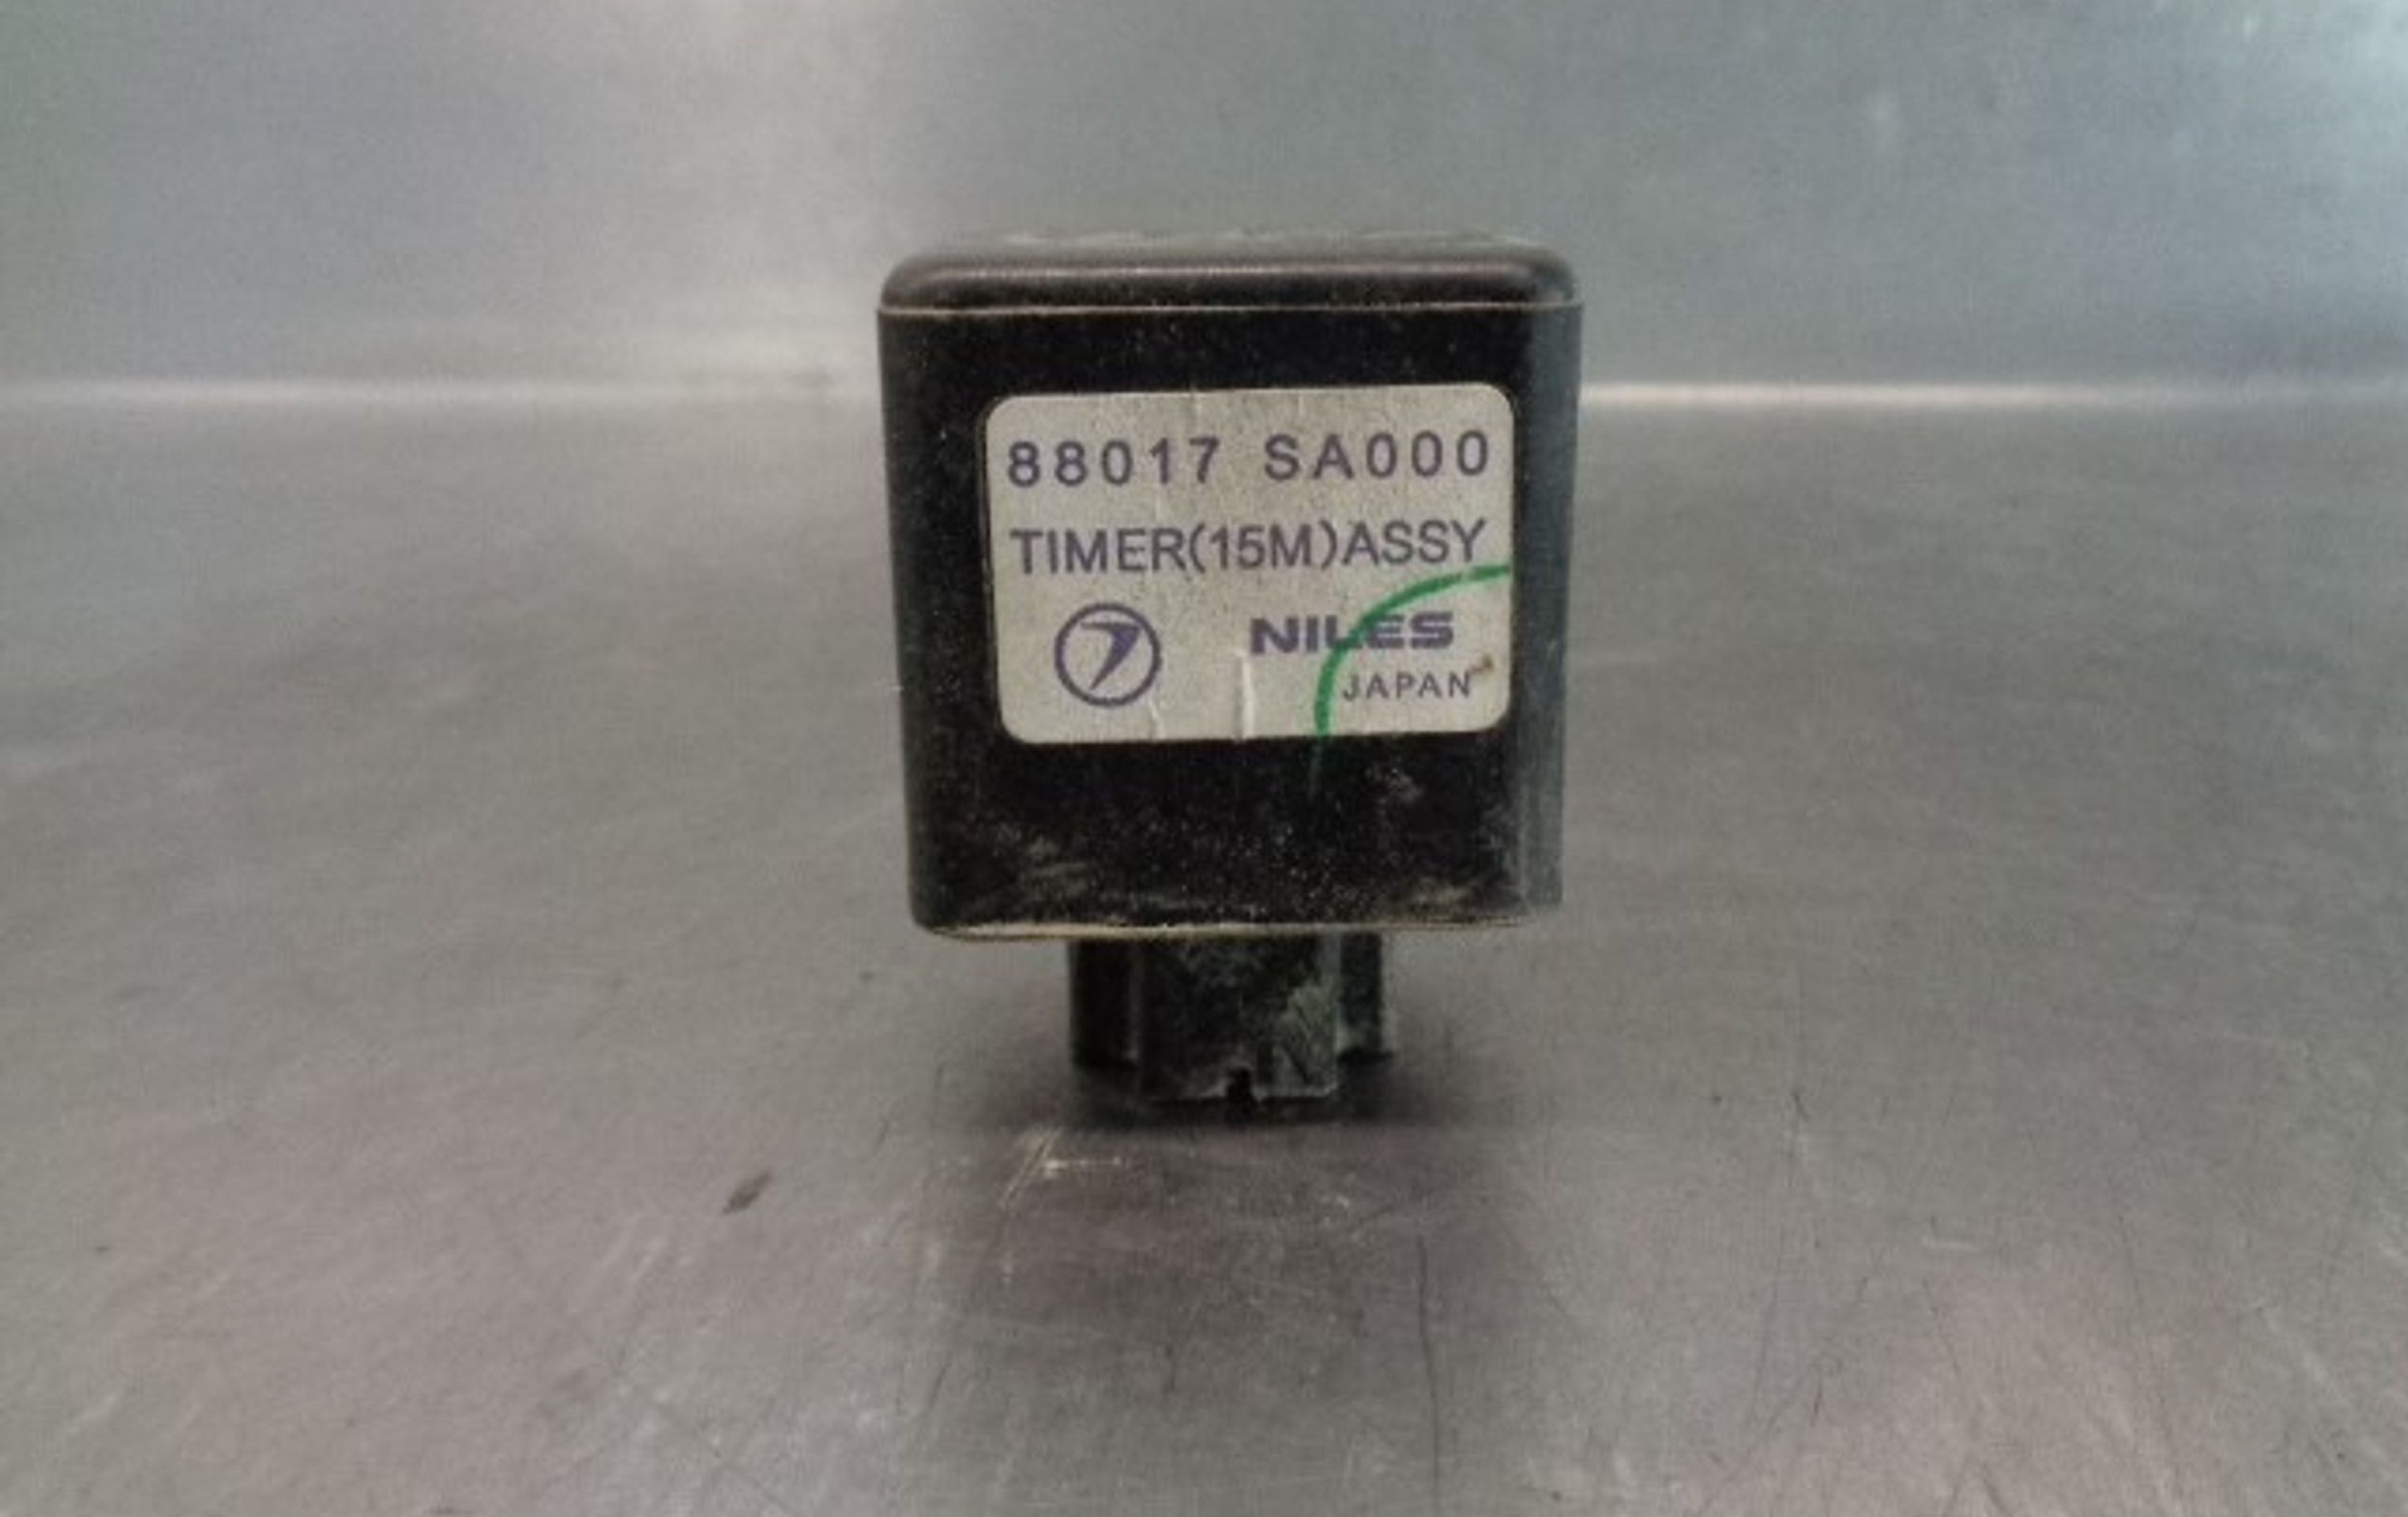 88017 SA000
TIMER(15M)ASSY
NILES
JAPAN